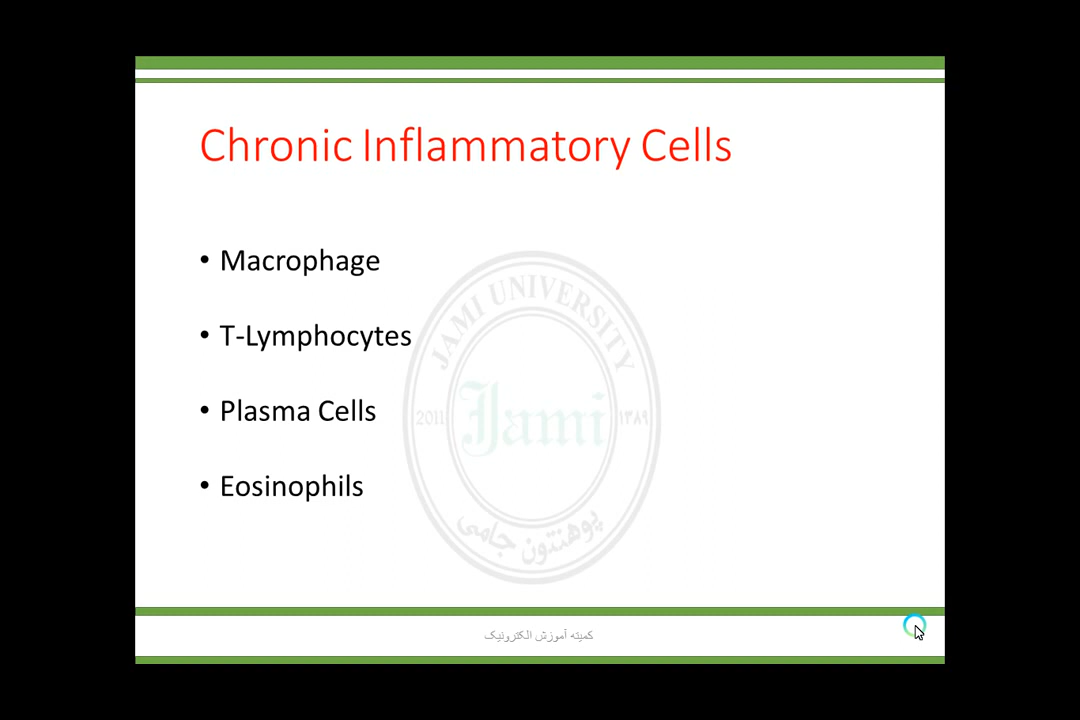 Chronic Inflammatory Cells
• Macrophage
• T-Lymphocytes
• Plasma Cells
• Eosinophils
JAMI UNIVERSITY
2011
Jami
۱۳۸۹
پوهنتون جامی
کمیته آموزش الکترونیک